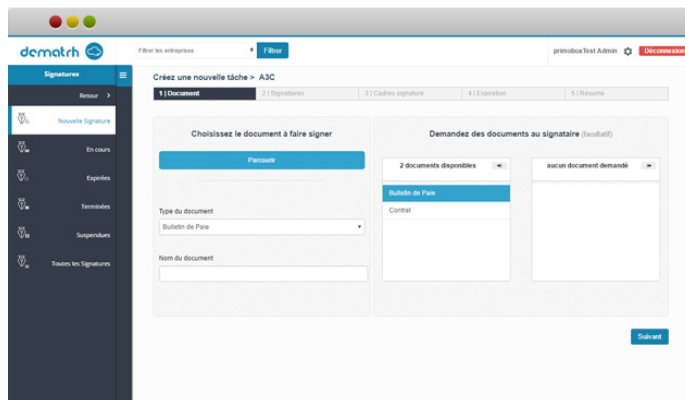 dematrh
Filtrer les entreprises
Filtrer
primoboxTest Admin
Déconnexion
Signatures
Retour >
Nouvelle Signature
En cours
Expirées
Terminées
Suspendues
Toutes les Signatures
Créez une nouvelle tâche > A3C
1 | Document
2 | Signataires
3 | Cadres signature
4 | Expiration
5 | Résumé
Choisissez le document à faire signer
Parcourir
Type du document
Bulletin de Paie
Nom du document
Demandez des documents au signataire (facultatif)
2 documents disponibles
aucun document demandé
Bulletin de Paie
Contrat
Suivant